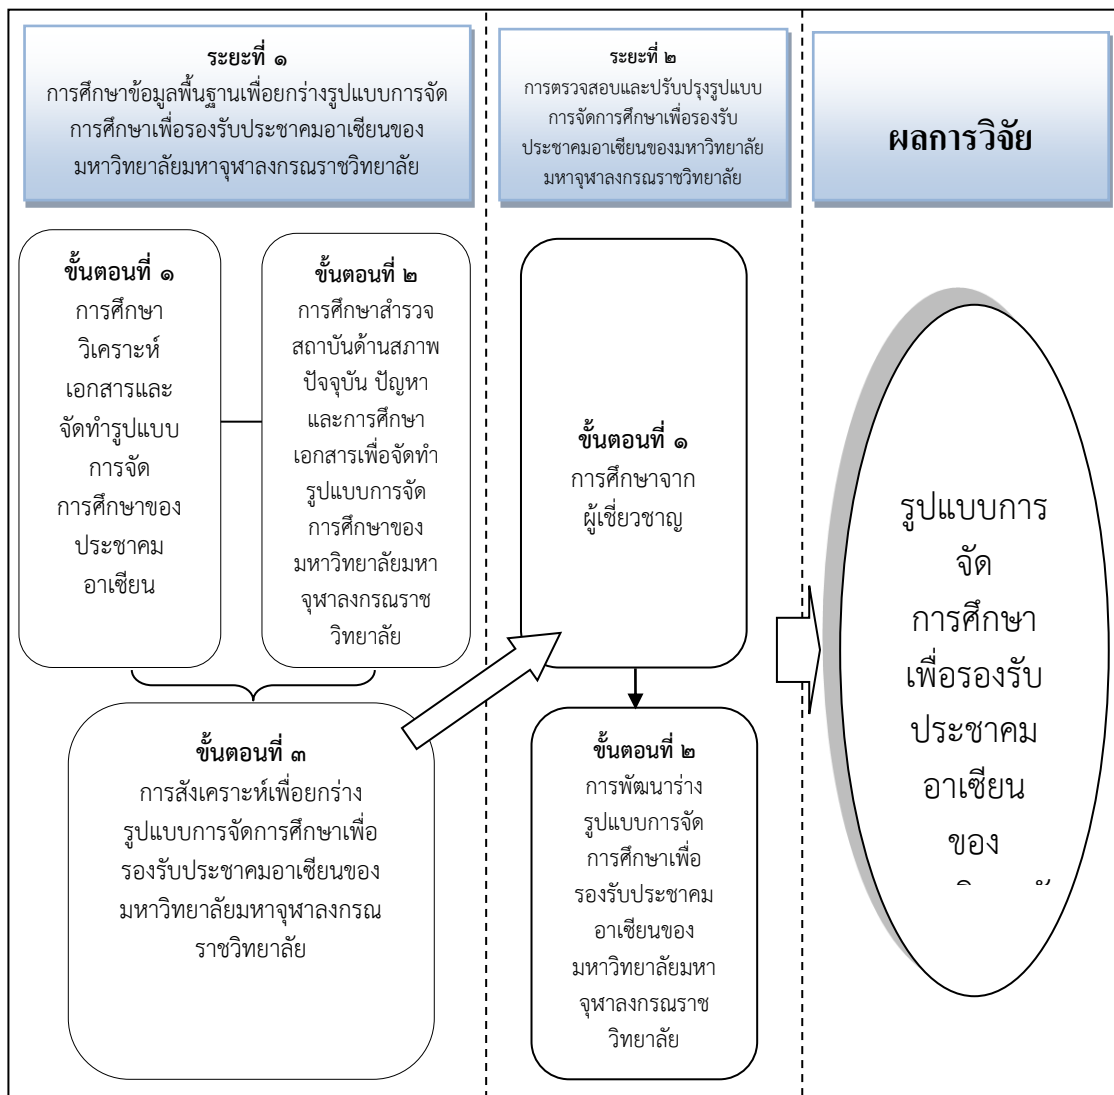 ระยะที่ ๑
การศึกษาข้อมูลพื้นฐานเพื่อยกร่างรูปแบบการจัด
การศึกษาเพื่อรองรับประชาคมอาเซียนของ
มหาวิทยาลัยมหาจุฬาลงกรณราชวิทยาลัย
ระยะที่ ๒
การตรวจสอบและปรับปรุงรูปแบบ
การจัดการศึกษาเพื่อรองรับ
ประชาคมอาเซียนของมหาวิทยาลัย
มหาจุฬาลงกรณราชวิทยาลัย
ผลการวิจัย
ขั้นตอนที่ ๑
การศึกษา
วิเคราะห์
เอกสารและ
จัดทำรูปแบบ
การจัด
การศึกษาของ
ประชาคม
อาเซียน
ขั้นตอนที่ ๒
การศึกษาสำรวจ
สถาบันด้านสภาพ
ปัจจุบัน ปัญหา
และการศึกษา
เอกสารเพื่อจัดทำ
รูปแบบการจัด
การศึกษาของ
มหาวิทยาลัยมหา
จุฬาลงกรณราช
วิทยาลัย
ขั้นตอนที่ ๓
การสังเคราะห์เพื่อยกร่าง
รูปแบบการจัดการศึกษาเพื่อ
รองรับประชาคมอาเซียนของ
มหาวิทยาลัยมหาจุฬาลงกรณ
ราชวิทยาลัย
ขั้นตอนที่ ๑
การศึกษาจาก
ผู้เชี่ยวชาญ
ขั้นตอนที่ ๒
การพัฒนาร่าง
รูปแบบการจัด
การศึกษาเพื่อ
รองรับประชาคม
อาเซียนของ
มหาวิทยาลัยมหา
จุฬาลงกรณราช
วิทยาลัย
รูปแบบการ
จัด
การศึกษา
เพื่อรองรับ
ประชาคม
อาเซียน
ของ